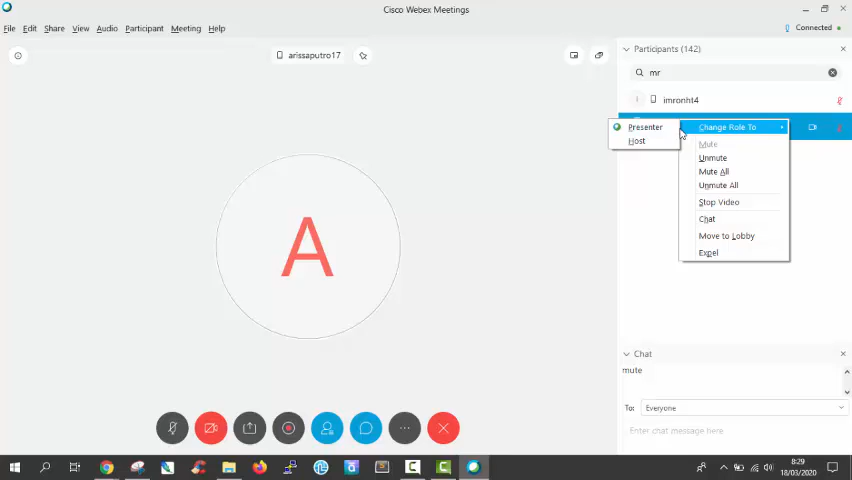 Cisco Webex Meetings
File Edit Share View Audio Participant Meeting Help
Connected
arissaputro17
A
Participants (142)
mr
I imronht4
Change Role To
Presenter
Host
Mute
Unmute
Mute All
Unmute All
Stop Video
Chat
Move to Lobby
Expel
Chat
mute
To: Everyone
Enter chat message here
8:29
18/03/2020